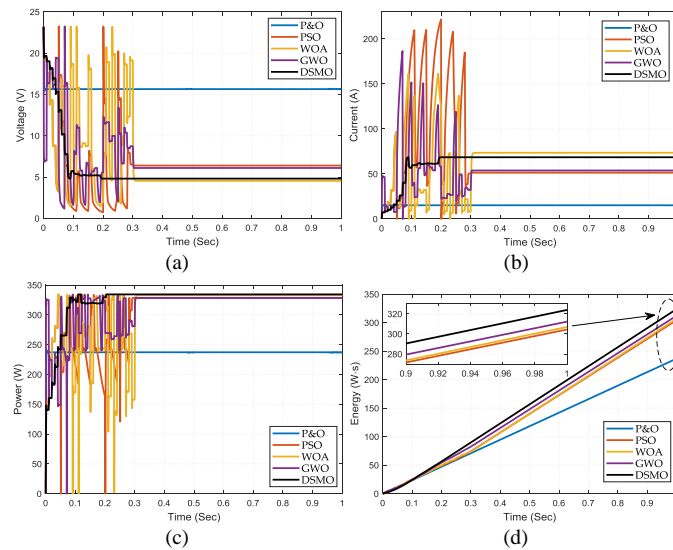 25
20
15
10
5
0
Voltage (V)
0 0.1 0.2 0.3 0.4 0.5 0.6 0.7 0.8 0.9 1
Time (Sec)
P&O
PSO
WOA
GWO
DSMO
(a)
200
150
100
50
0
Current (A)
0 0.1 0.2 0.3 0.4 0.5 0.6 0.7 0.8 0.9
Time (Sec)
P&O
PSO
WOA
GWO
DSMO
(b)
350
300
250
200
150
100
50
0
Power (W)
0 0.1 0.2 0.3 0.4 0.5 0.6 0.7 0.8 0.9 1
Time (Sec)
P&O
PSO
WOA
GWO
DSMO
(c)
350
300
250
200
150
100
50
0
Energy (W·s)
320
300
280
0.9 0.92 0.94 0.96 0.98 1
0 0.1 0.2 0.3 0.4 0.5 0.6 0.7 0.8 0.9
Time (Sec)
P&O
PSO
WOA
GWO
DSMO
(d)